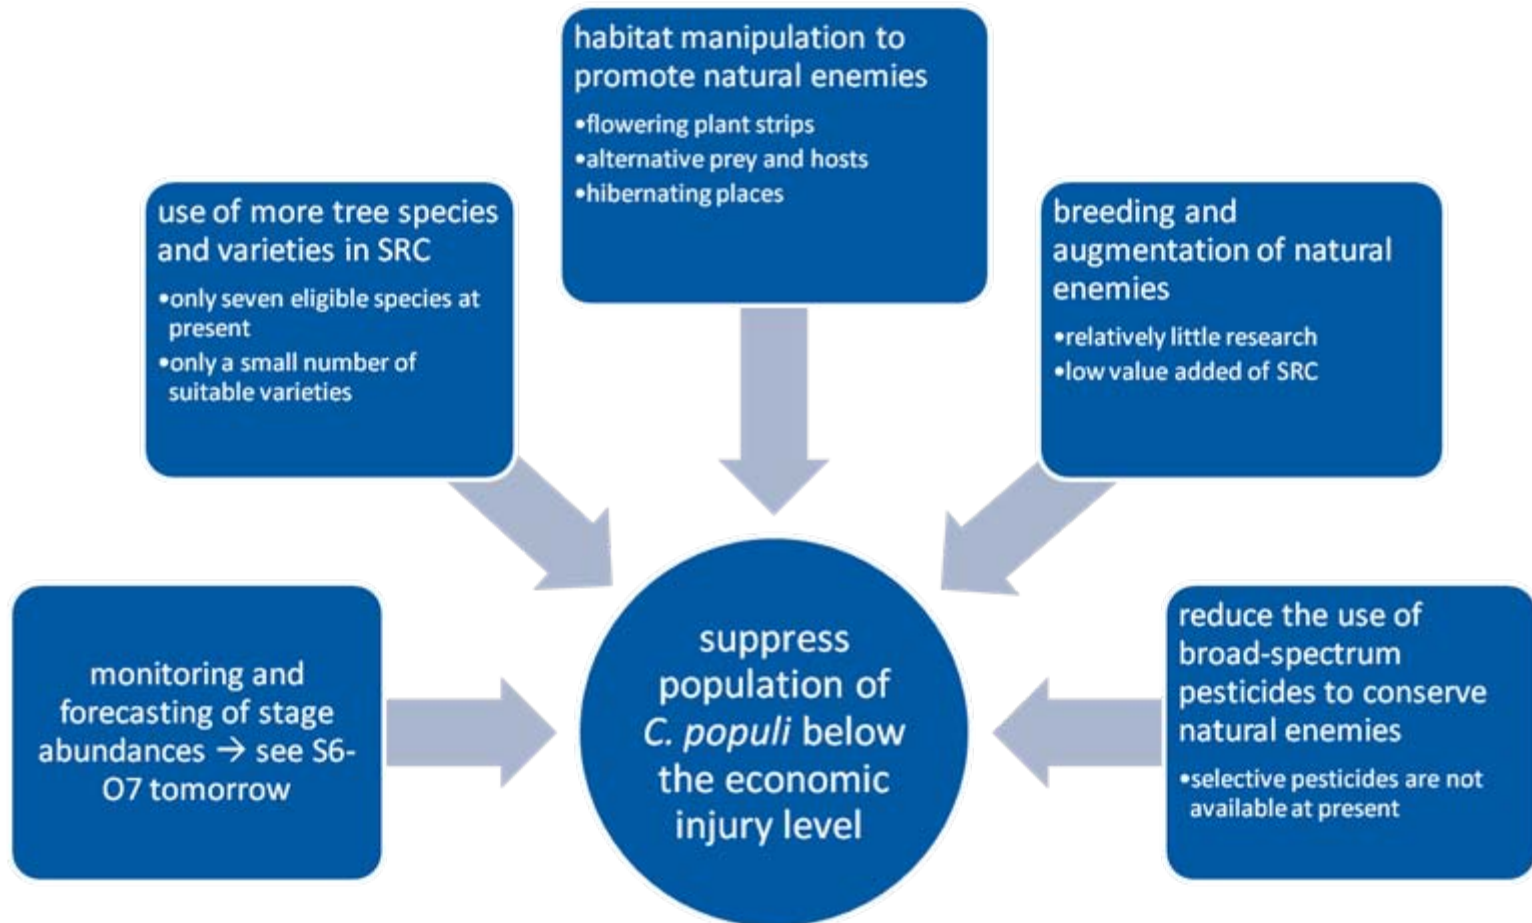 habitat manipulation to
promote natural enemies
•flowering plant strips
•alternative prey and hosts
•hibernating places
use of more tree species
and varieties in SRC
•only seven eligible species at
present
•only a small number of
suitable varieties
breeding and
augmentation of natural
enemies
•relatively little research
•low value added of SRC
monitoring and
forecasting of stage
abundances → see S6-
O7 tomorrow
suppress
population of
C. populi below
the economic
injury level
reduce the use of
broad-spectrum
pesticides to conserve
natural enemies
•selective pesticides are not
available at present